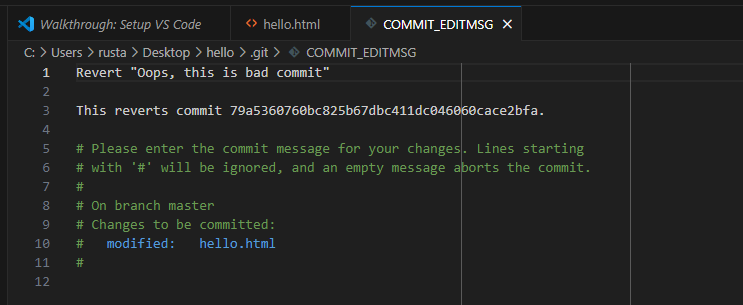 Walkthrough: Setup VS Code
hello.html
COMMIT_EDITMSG
C: > Users > rusta > Desktop > hello > .git > COMMIT_EDITMSG
1 Revert "Oops, this is bad commit"
2
3 This reverts commit 79a5360760bc825b67dbc411dc046060cace2bfa.
4
5 # Please enter the commit message for your changes. Lines starting
6 # with '#' will be ignored, and an empty message aborts the commit.
7 #
8 # On branch master
9 # Changes to be committed:
10 #   modified:   hello.html
11 #
12